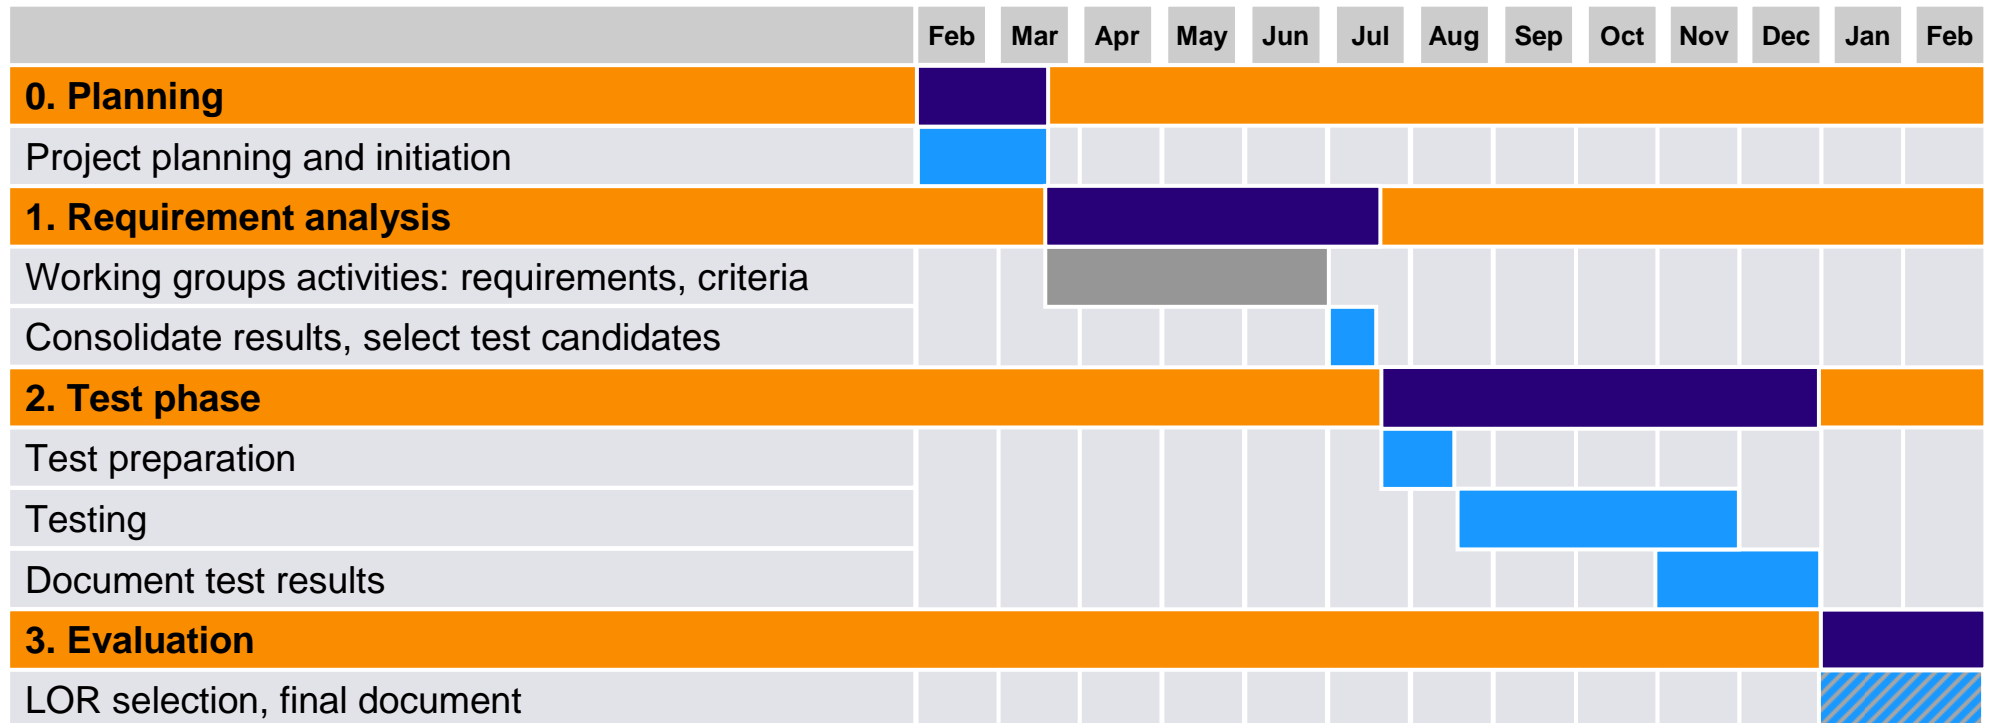 Feb Mar Apr May Jun Jul Aug Sep Oct Nov Dec Jan Feb
0. Planning
Project planning and initiation
1. Requirement analysis
Working groups activities: requirements, criteria
Consolidate results, select test candidates
2. Test phase
Test preparation
Testing
Document test results
3. Evaluation
LOR selection, final document